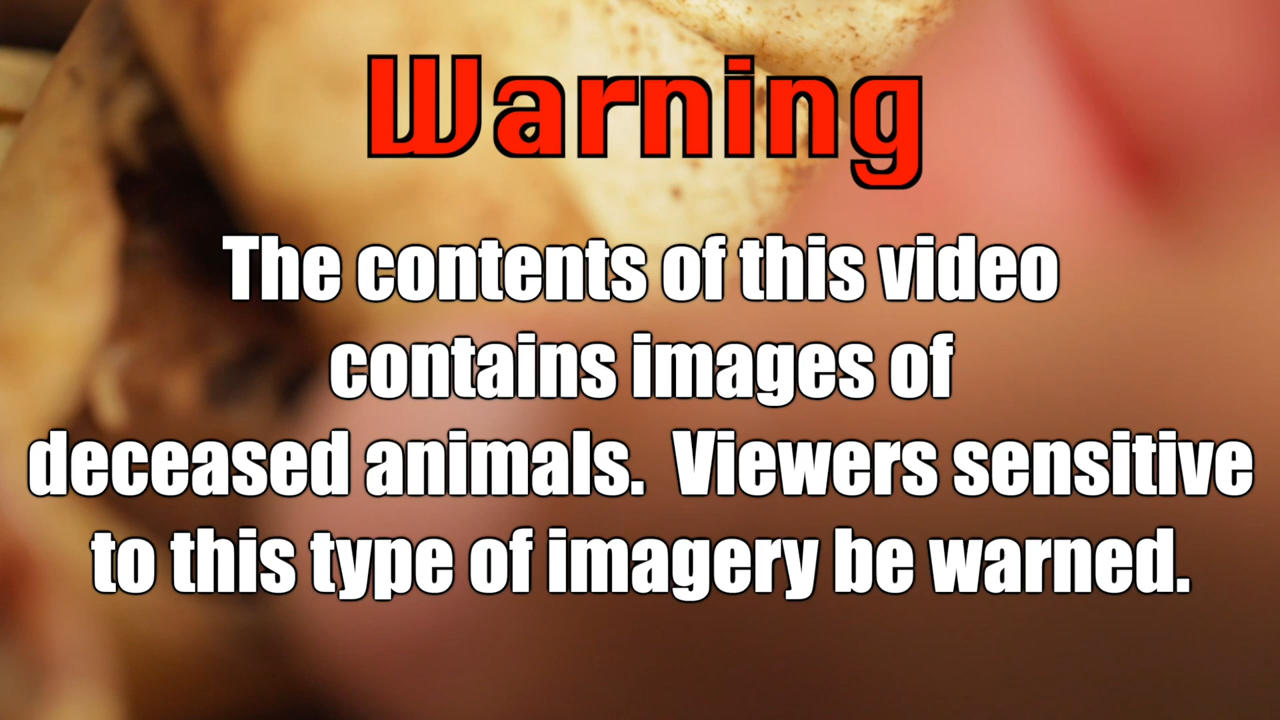 Warning
The contents of this video
contains images of
deceased animals.  Viewers sensitive
to this type of imagery be warned.